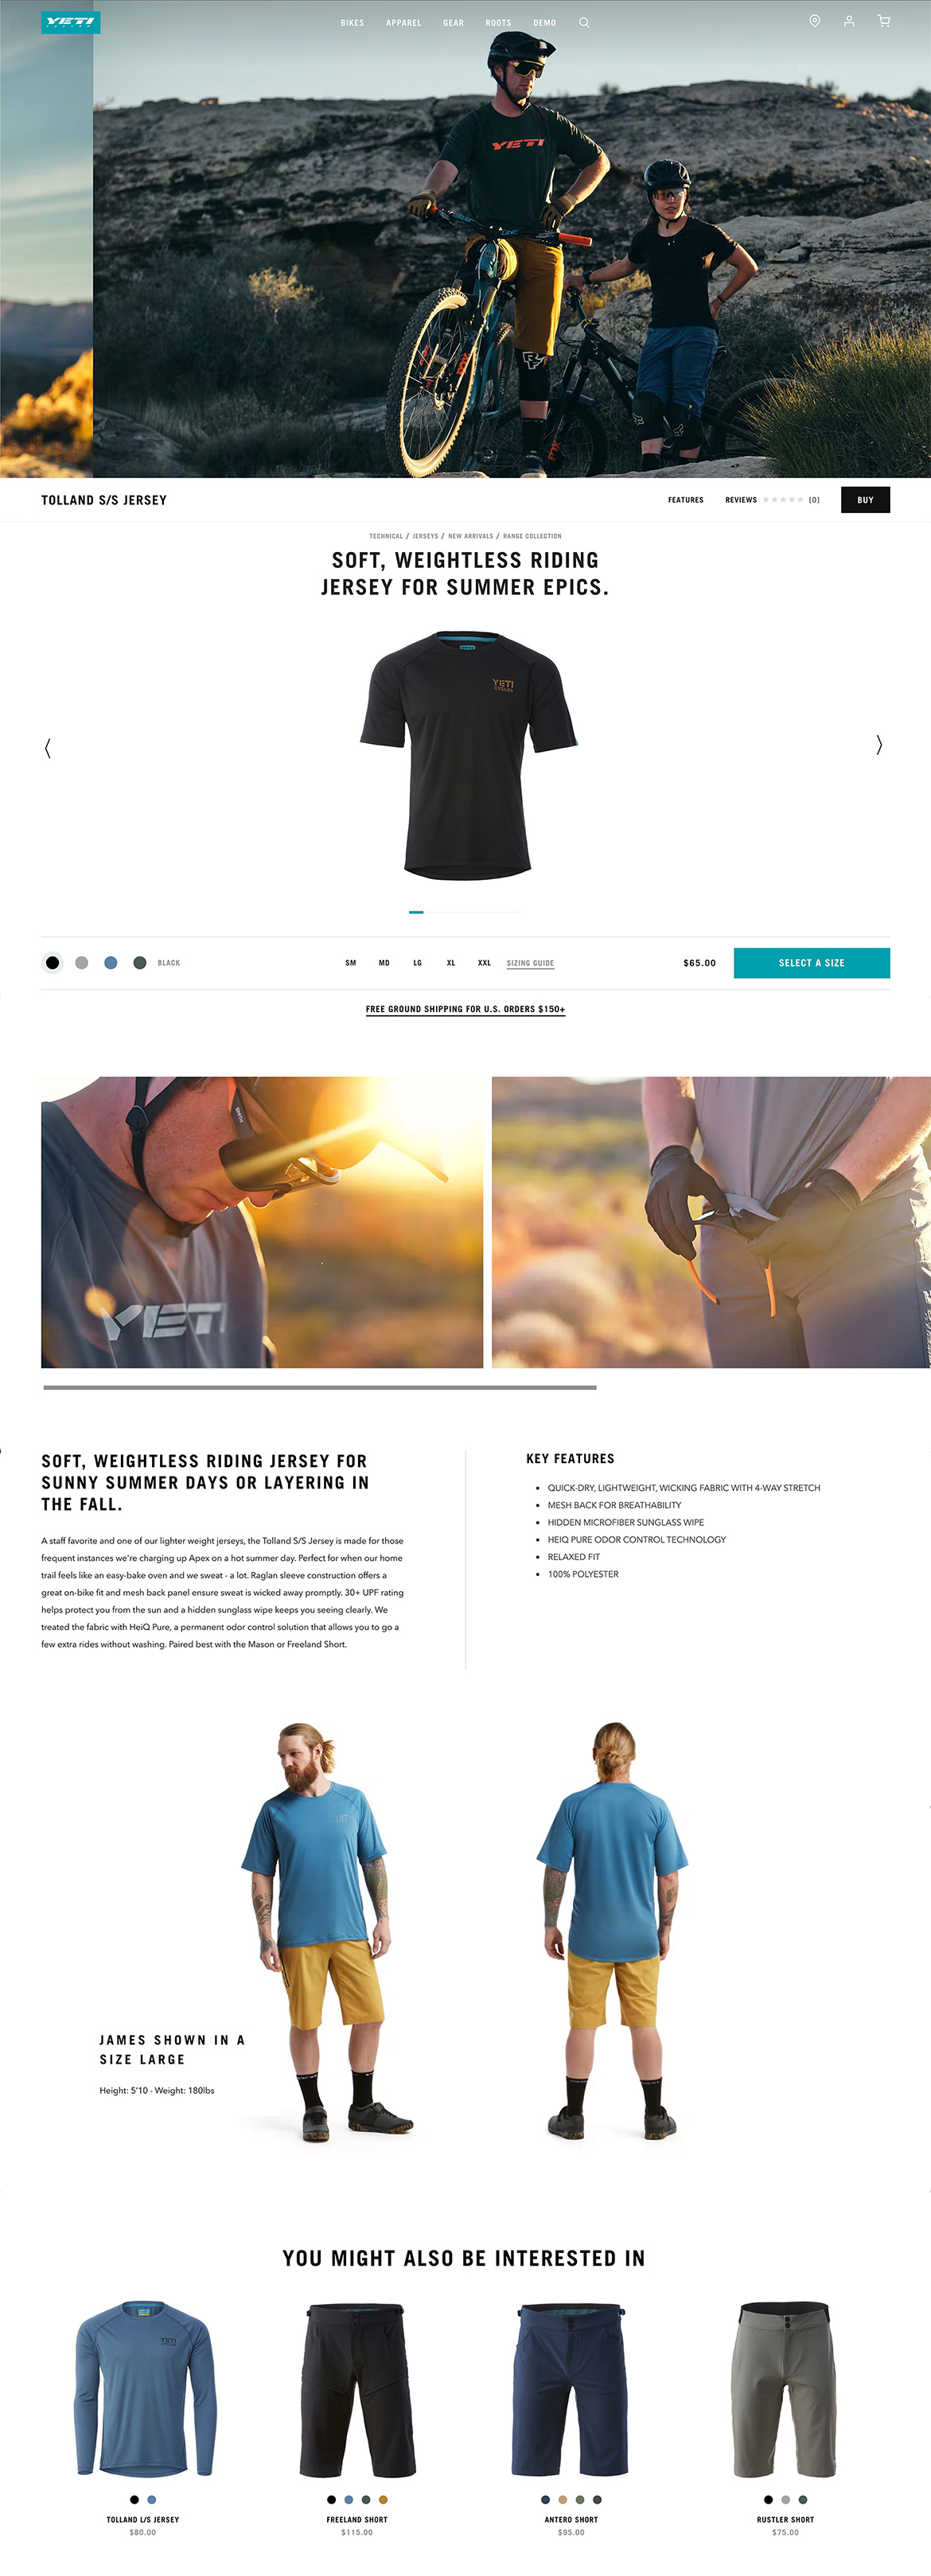 YETI
CYCLES
BIKES APPAREL GEAR ROOTS DEMO
YETI
TOLLAND S/S JERSEY
FEATURES REVIEWS [0] BUY
TECHNICAL / JERSEYS / NEW ARRIVALS / RANGE COLLECTION
SOFT, WEIGHTLESS RIDING
JERSEY FOR SUMMER EPICS.
YETI
CYCLES
BLACK SM MD LG XL XXL SIZING GUIDE $65.00 SELECT A SIZE
FREE GROUND SHIPPING FOR U.S. ORDERS $150+
YETI
SOFT, WEIGHTLESS RIDING JERSEY FOR
SUNNY SUMMER DAYS OR LAYERING IN
THE FALL.
A staff favorite and one of our lighter weight jerseys, the Tolland S/S Jersey is made for those
frequent instances we're charging up Apex on a hot summer day. Perfect for when our home
trail feels like an easy-bake oven and we sweat - a lot. Raglan sleeve construction offers a
great on-bike fit and mesh back panel ensure sweat is wicked away promptly. 30+ UPF rating
helps protect you from the sun and a hidden sunglass wipe keeps you seeing clearly. We
treated the fabric with HeiQ Pure, a permanent odor control solution that allows you to go a
few extra rides without washing. Paired best with the Mason or Freeland Short.
KEY FEATURES
• QUICK-DRY, LIGHTWEIGHT, WICKING FABRIC WITH 4-WAY STRETCH
• MESH BACK FOR BREATHABILITY
• HIDDEN MICROFIBER SUNGLASS WIPE
• HEIQ PURE ODOR CONTROL TECHNOLOGY
• RELAXED FIT
• 100% POLYESTER
JAMES SHOWN IN A
SIZE LARGE
Height: 5'10 - Weight: 180lbs
YOU MIGHT ALSO BE INTERESTED IN
YETI
CYCLES
TOLLAND L/S JERSEY
$80.00
FREELAND SHORT
$115.00
ANTERO SHORT
$95.00
RUSTLER SHORT
$75.00